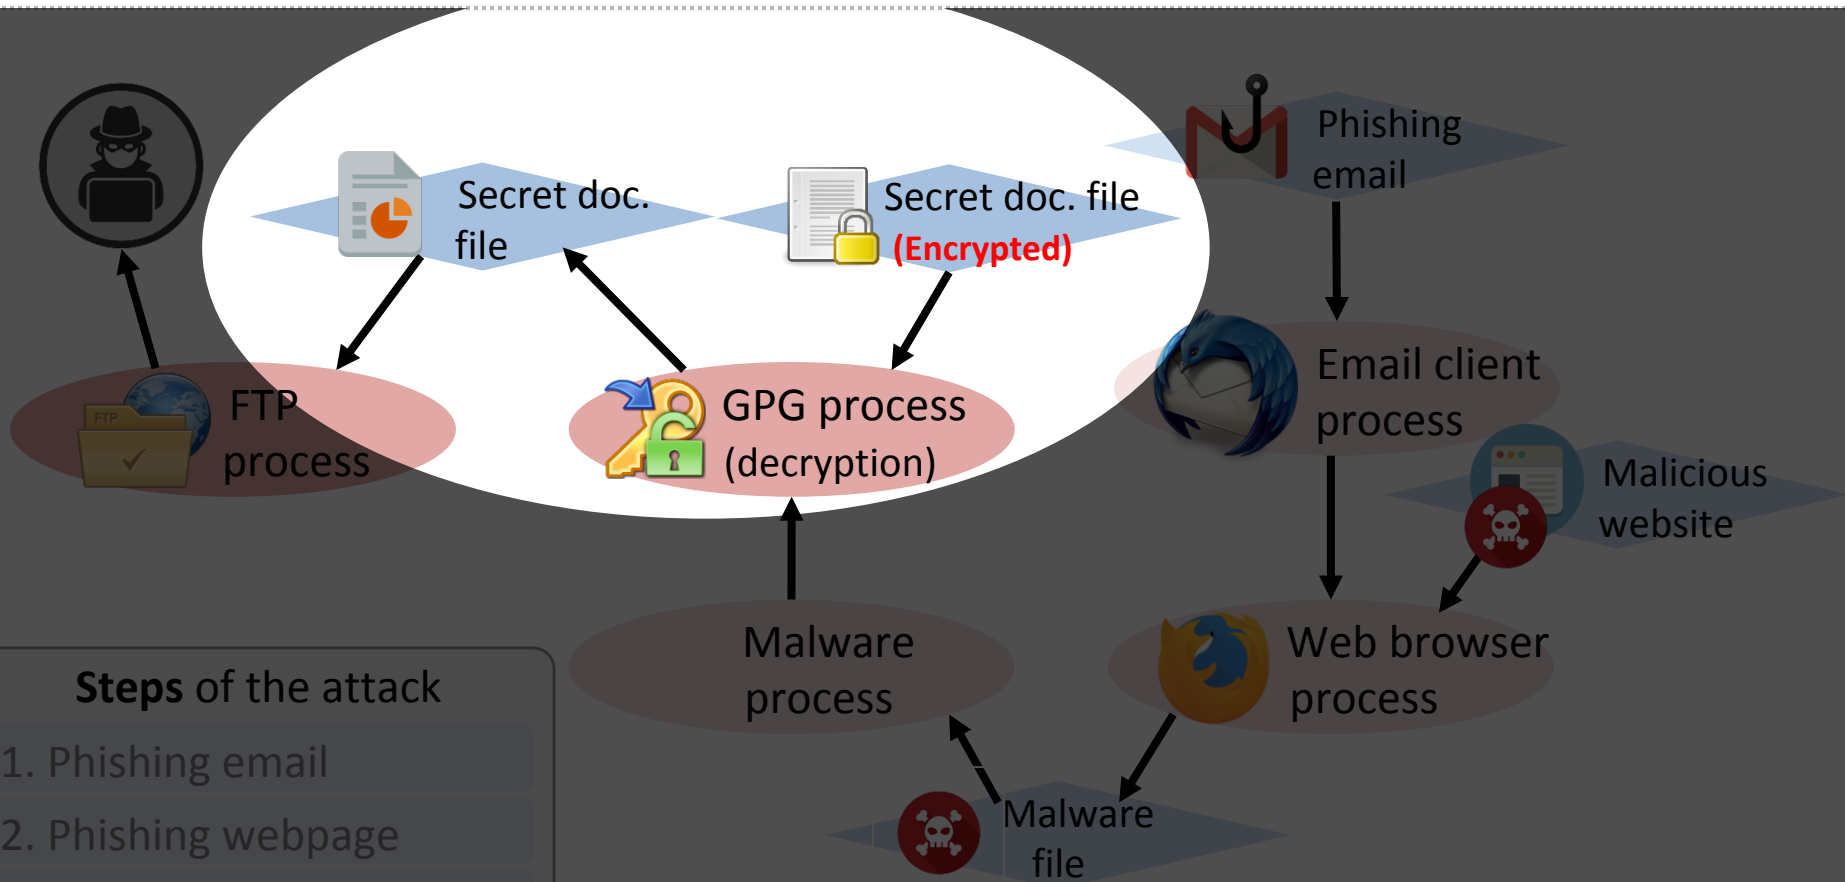 Phishing
email
Secret doc.
file
Secret doc. file
(Encrypted)
Email client
process
FTP
FTP
process
GPG process
(decryption)
Malicious
website
Malware
process
Web browser
process
Steps of the attack
1. Phishing email
2. Phishing webpage
Malware
file